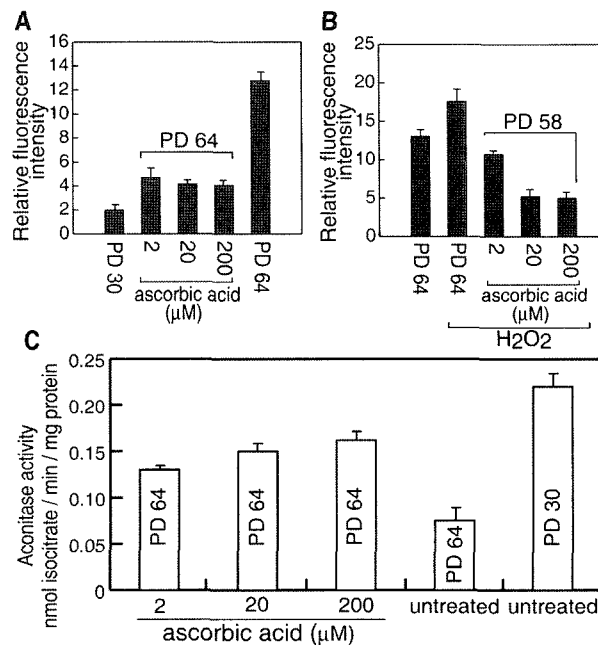 A
Relative fluorescence
intensity
16
14
12
10
8
6
4
2
0
PD 64
PD 30
2
20
200
PD 64
ascorbic acid
(μM)
B
Relative fluorescence
intensity
25
20
15
10
5
0
PD 58
PD 64
PD 64
2
20
200
ascorbic acid
(μM)
H2O2
C
Aconitase activity
nmol isocitrate / min / mg protein
0.25
0.20
0.15
0.10
0.05
0.00
PD 64
PD 64
PD 64
PD 64
PD 30
2
20
200
untreated
untreated
ascorbic acid (μM)